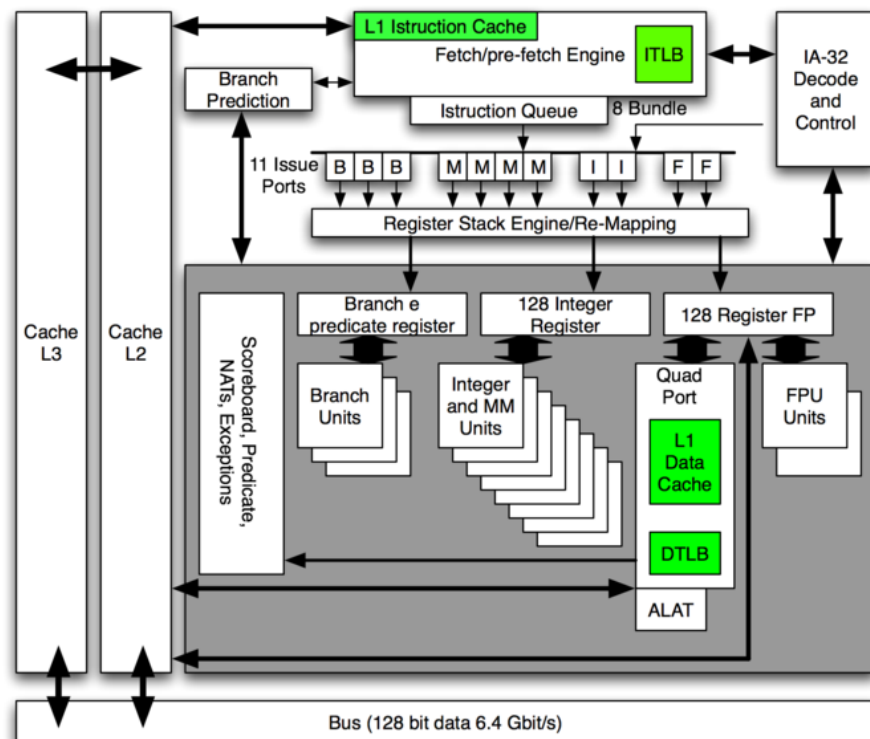 L1 Istruction Cache
Fetch/pre-fetch Engine
ITLB
IA-32
Decode
and
Control
Branch
Prediction
Istruction Queue
8 Bundle
11 Issue
Ports
B B B M M M M I I F F
Register Stack Engine/Re-Mapping
Cache
L3
Cache
L2
Scoreboard, Predicate,
NATs, Exceptions
Branch e
predicate register
128 Integer
Register
128 Register FP
Branch
Units
Integer
and MM
Units
Quad
Port
L1
Data
Cache
DTLB
ALAT
FPU
Units
Bus (128 bit data 6.4 Gbit/s)